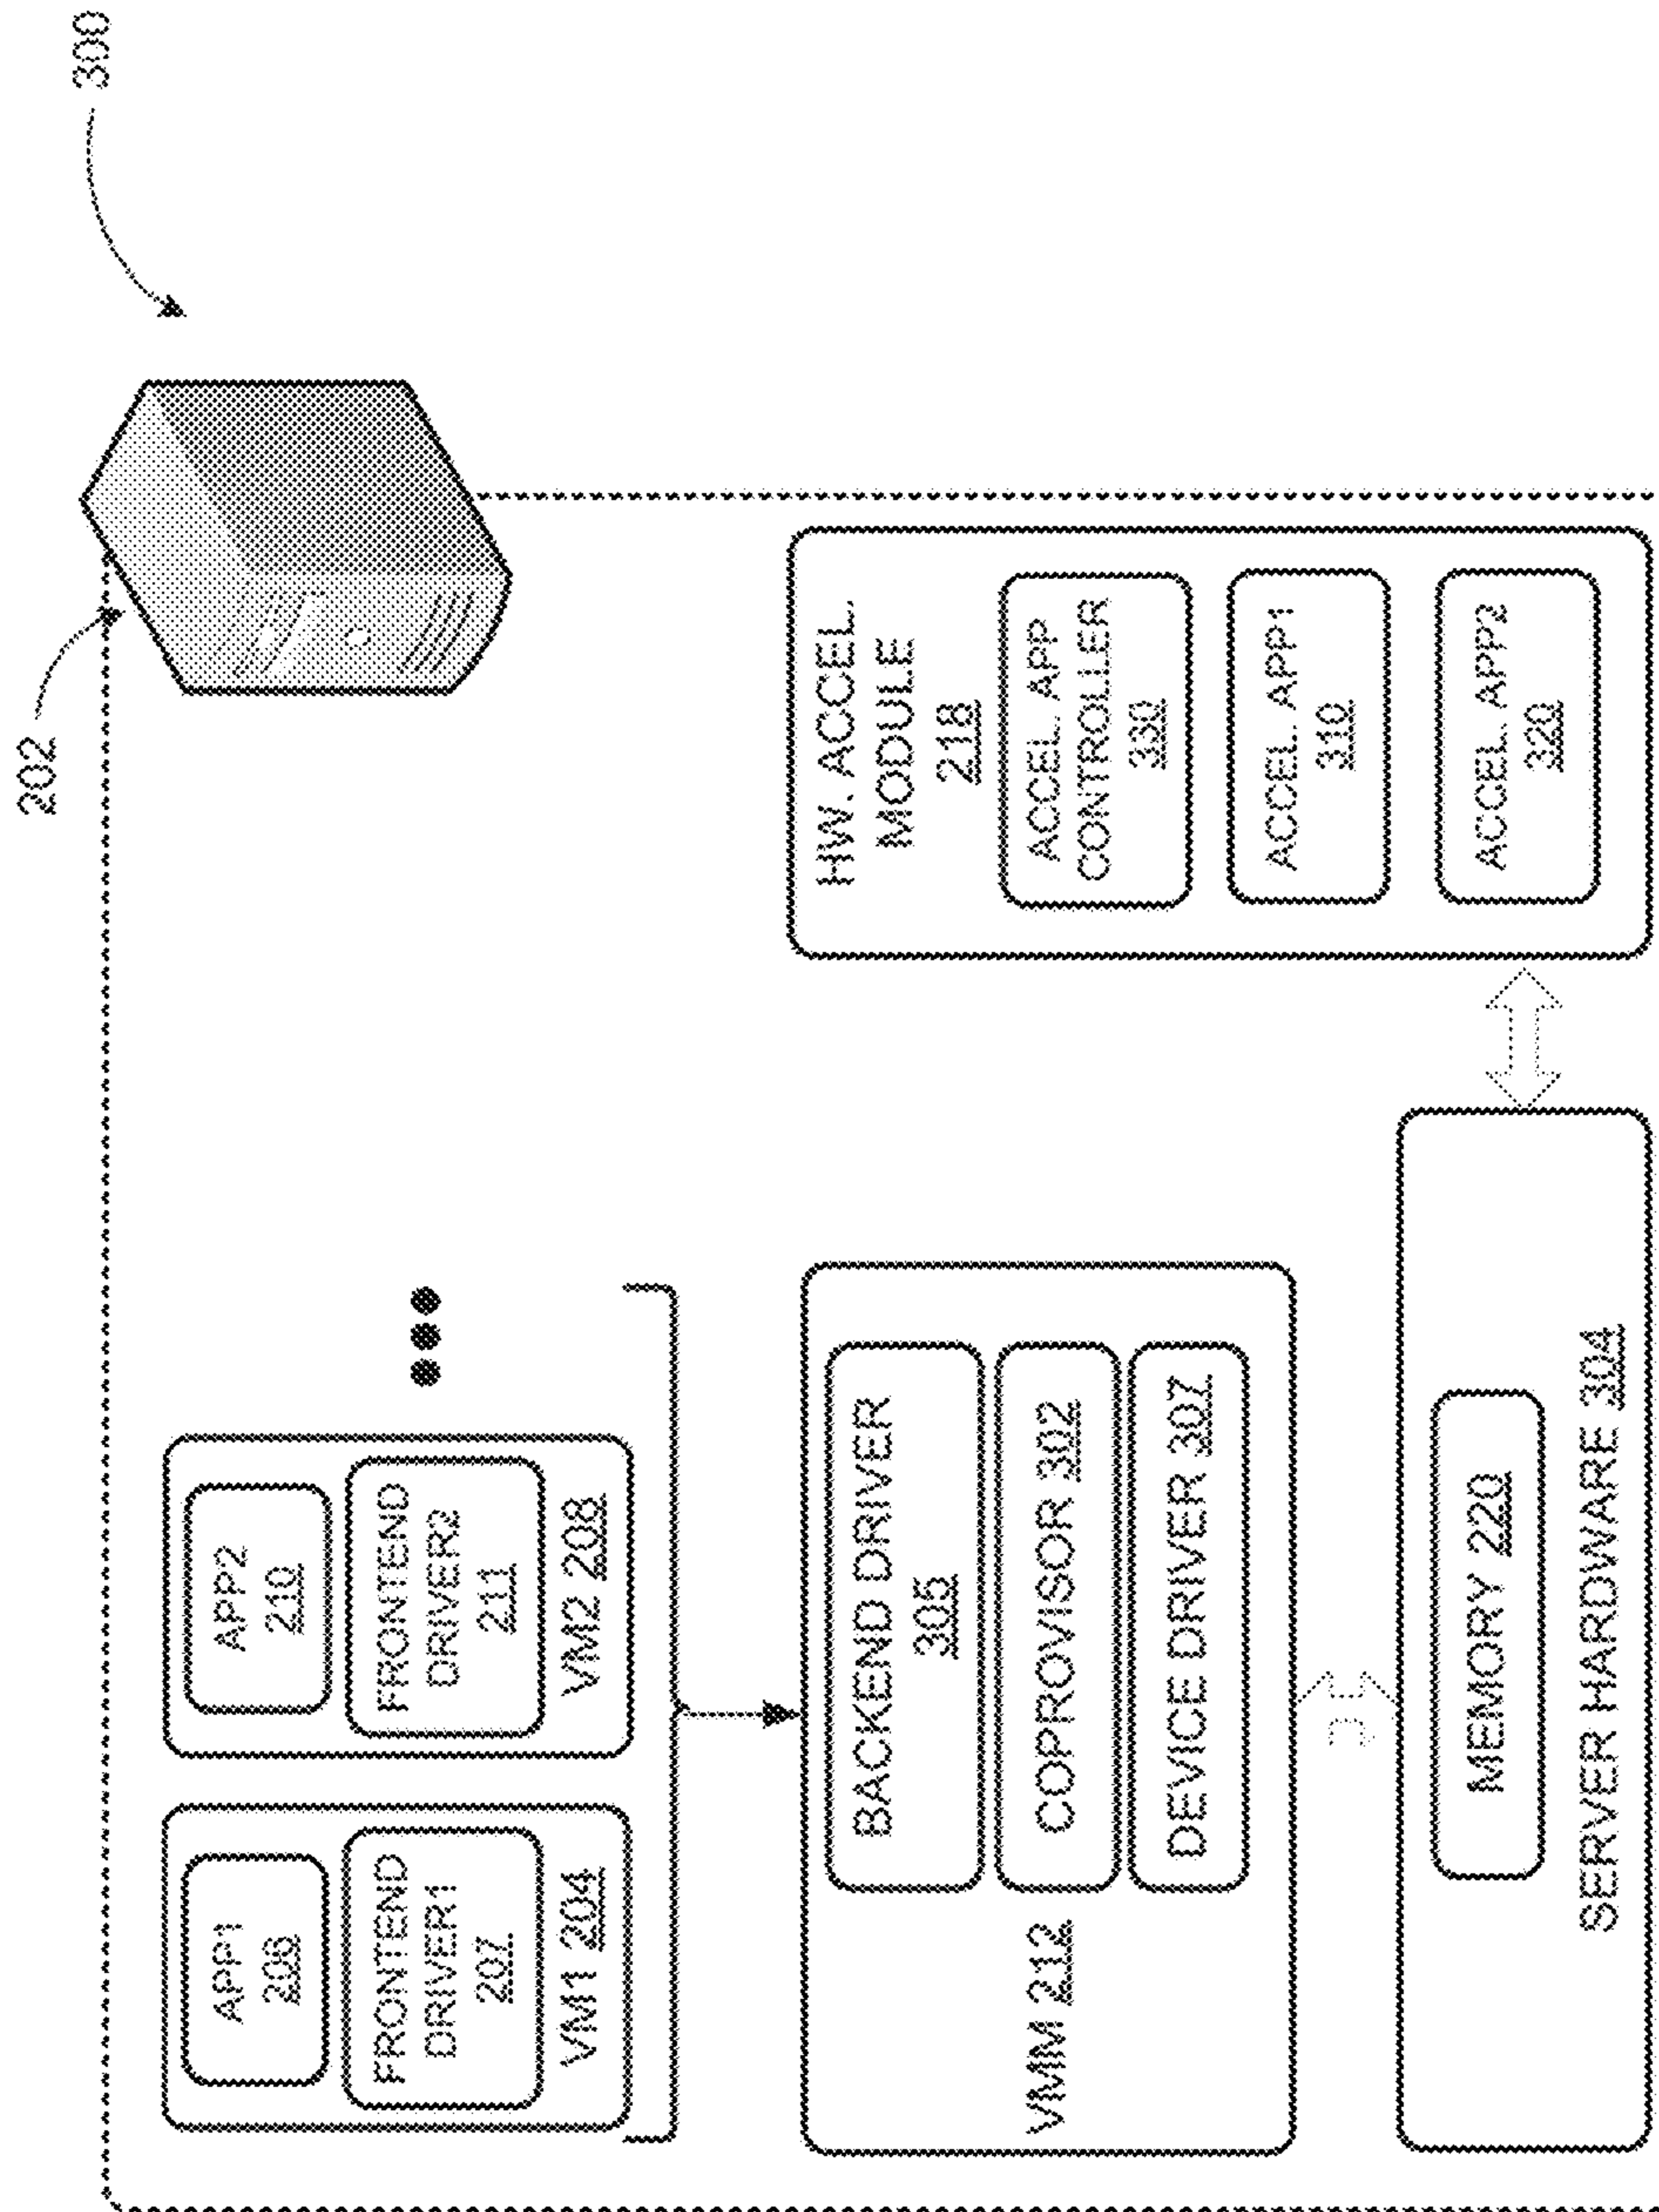 300
202
APP1
206
FRONTEND
DRIVER1
207
VM1 204
APP2
210
FRONTEND
DRIVER2
211
VM2 208
BACKEND DRIVER
305
COPROVISOR 302
DEVICE DRIVER 307
VMM 212
MEMORY 220
SERVER HARDWARE 304
HW. ACCEL
MODULE
218
ACCEL. APP
CONTROLLER
330
ACCEL. APP1
310
ACCEL. APP2
320